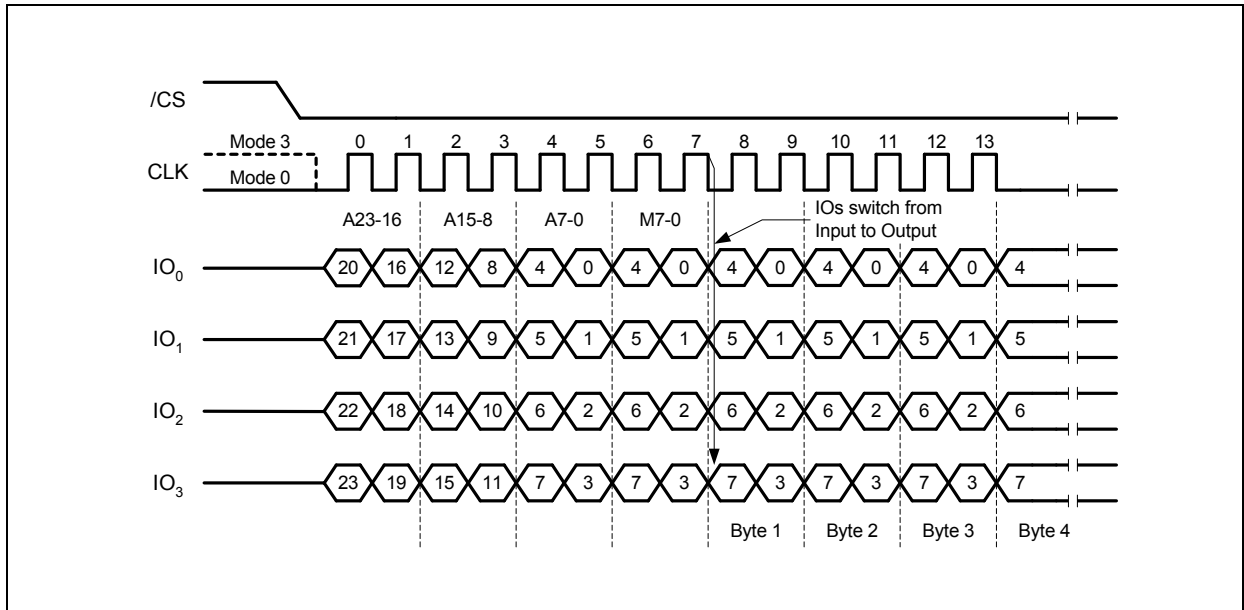 /CS
Mode 3
0 1 2 3 4 5 6 7 8 9 10 11 12 13
CLK
Mode 0
A23-16 A15-8 A7-0 M7-0
IOs switch from
Input to Output
IO0 20 16 12 8 4 0 4 0 4 0 4 0 4 0 4
IO1 21 17 13 9 5 1 5 1 5 1 5 1 5 1 5
IO2 22 18 14 10 6 2 6 2 6 2 6 2 6 2 6
IO3 23 19 15 11 7 3 7 3 7 3 7 3 7 3 7
Byte 1 Byte 2 Byte 3 Byte 4